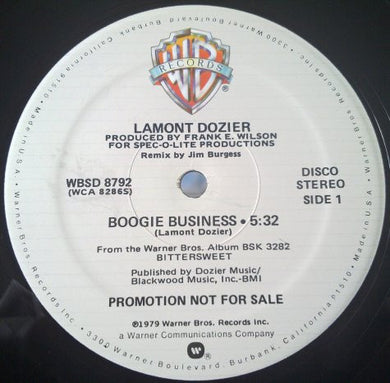 WB
RECORDS
LAMONT DOZIER
PRODUCED BY FRANK E. WILSON
FOR SPEC-O-LITE PRODUCTIONS
Remix by Jim Burgess
WBSD 8792
(WCA 82865)
DISCO
STEREO
SIDE 1
BOOGIE BUSINESS • 5:32
(Lamont Dozier)
From the Warner Bros. Album BSK 3282
BITTERSWEET
Published by Dozier Music/
Blackwood Music, Inc.-BMI
PROMOTION NOT FOR SALE
℗1979 Warner Bros. Records Inc.
a Warner Communications Company
W ®
Made in U.S.A. • Warner Bros. Records Inc. • 3300 Warner Boulevard, Burbank, California 91510 •